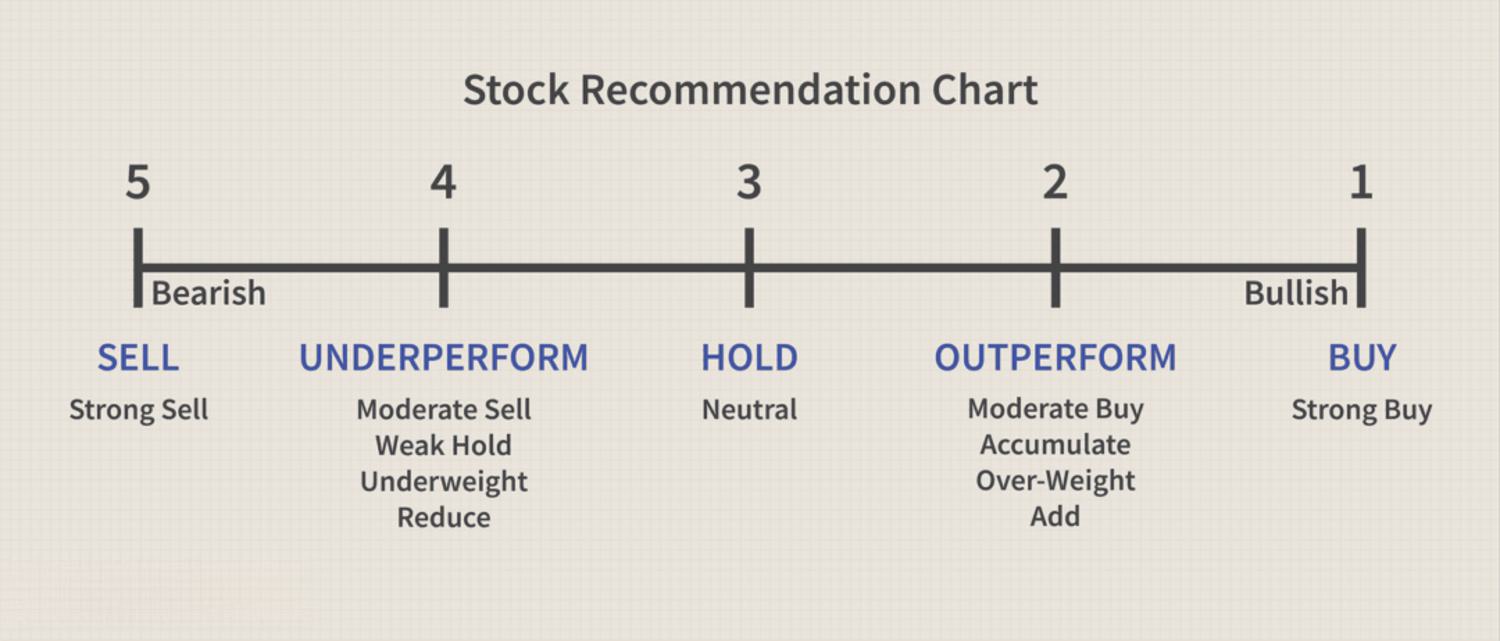 Stock Recommendation Chart
5 4 3 2 1
Bearish Bullish
SELL UNDERPERFORM HOLD OUTPERFORM BUY
Strong Sell Moderate Sell Neutral Moderate Buy Strong Buy
Weak Hold Accumulate
Underweight Over-Weight
Reduce Add